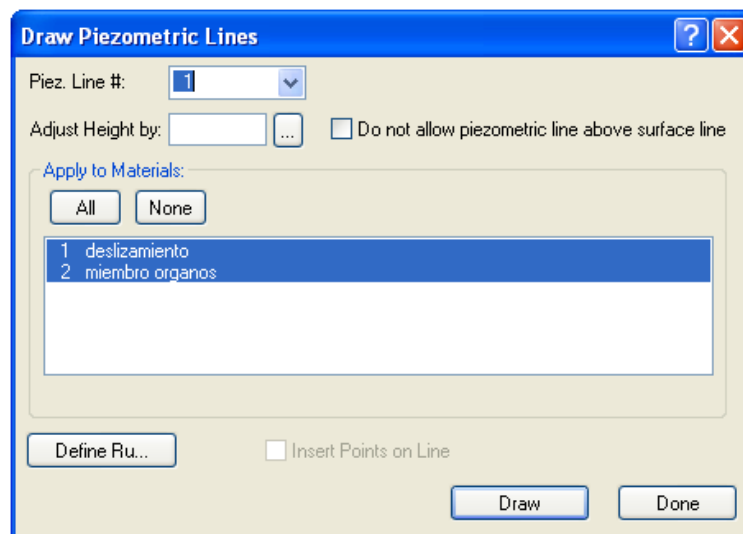 Draw Piezometric Lines
Piez. Line #: 1
Adjust Height by: ... Do not allow piezometric line above surface line
Apply to Materials:
All None
1 deslizamiento
2 miembro organos
Define Ru... Insert Points on Line
Draw Done